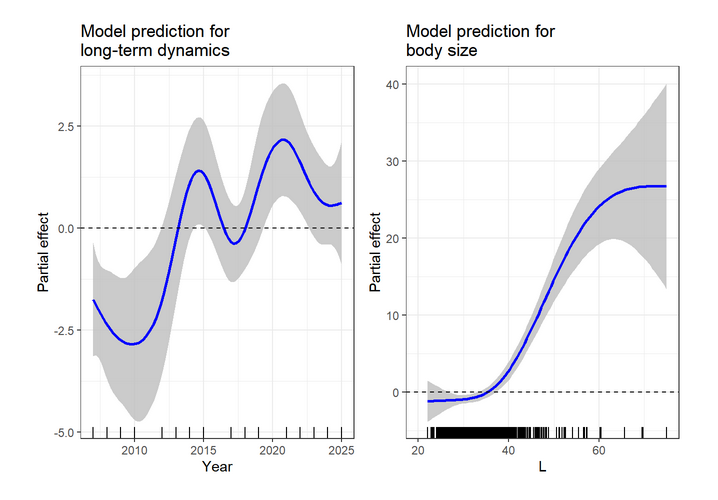 Model prediction for
long-term dynamics
Partial effect
2.5
0.0
-2.5
-5.0
2010
2015
2020
2025
Year
Model prediction for
body size
Partial effect
40
30
20
10
0
20
40
60
L